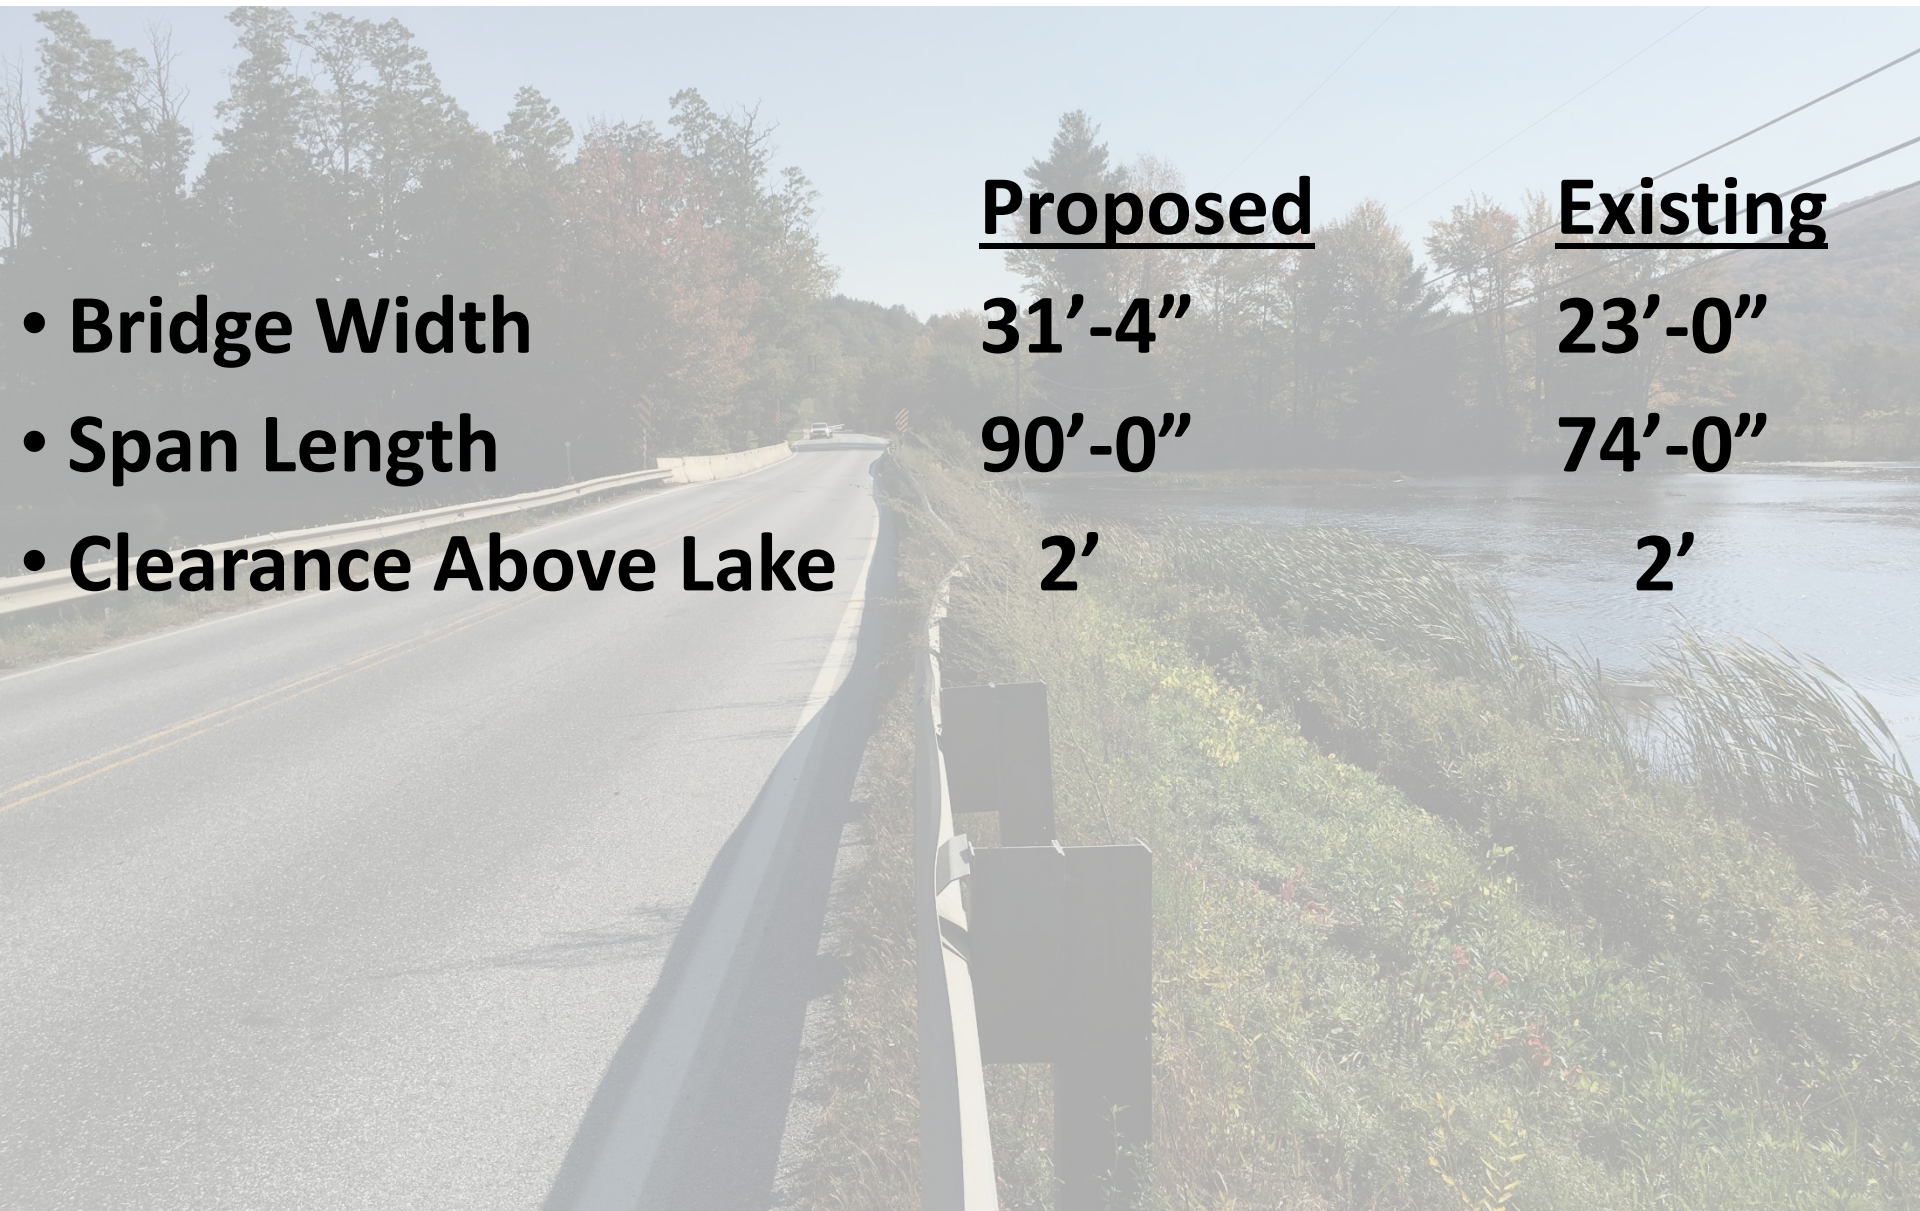 Proposed Existing
• Bridge Width 31’-4” 23’-0”
• Span Length 90’-0” 74’-0”
• Clearance Above Lake 2’ 2’